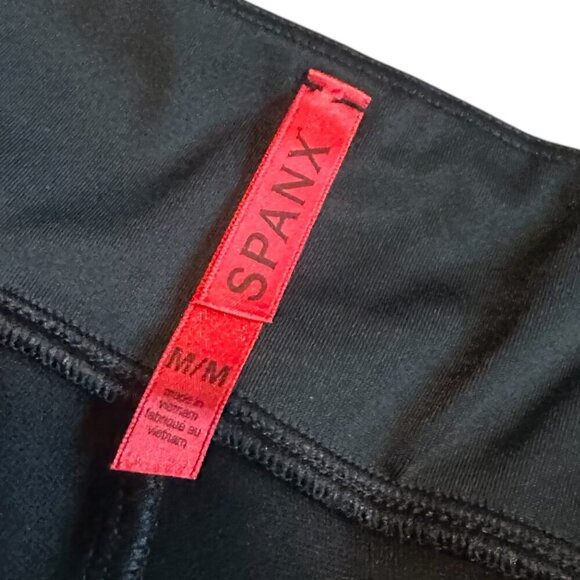 SPANX
M/M
made in
vietnam
fabriqué au
vietnam